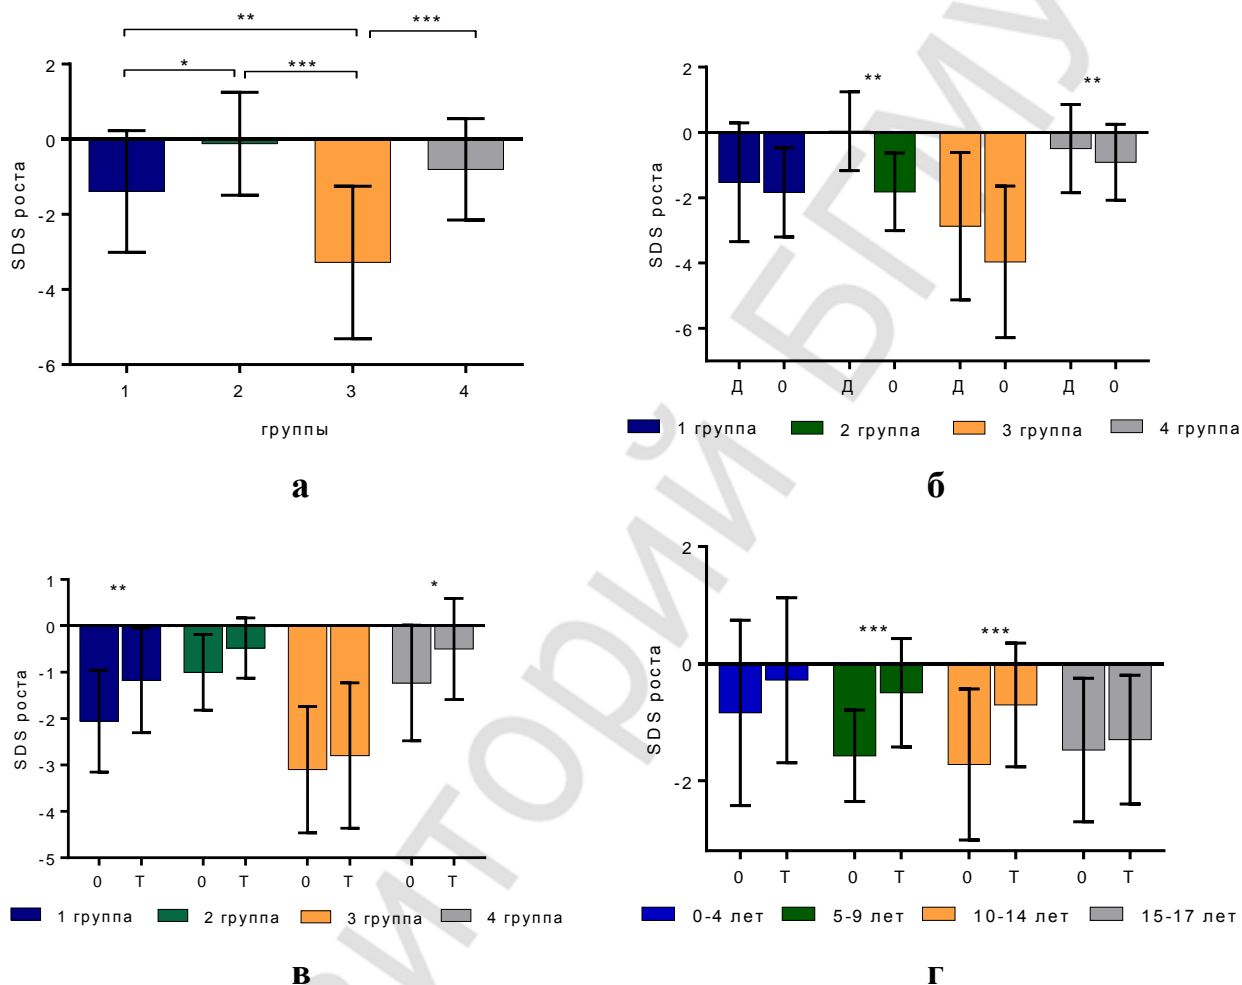 ** ***
* ***
2
0
-2
-4
-6
SDS роста
1 2 3 4
группы
а
** **
2
0
-2
-4
-6
SDS роста
Д 0 Д 0 Д 0 Д 0
1 группа 2 группа 3 группа 4 группа
б
** *
1
0
-1
-2
-3
-4
-5
SDS роста
0 Т 0 Т 0 Т 0 Т
1 группа 2 группа 3 группа 4 группа
в
*** ***
2
0
-2
SDS роста
0 Т 0 Т 0 Т 0 Т
0-4 лет 5-9 лет 10-14 лет 15-17 лет
г
иторий БГМУ